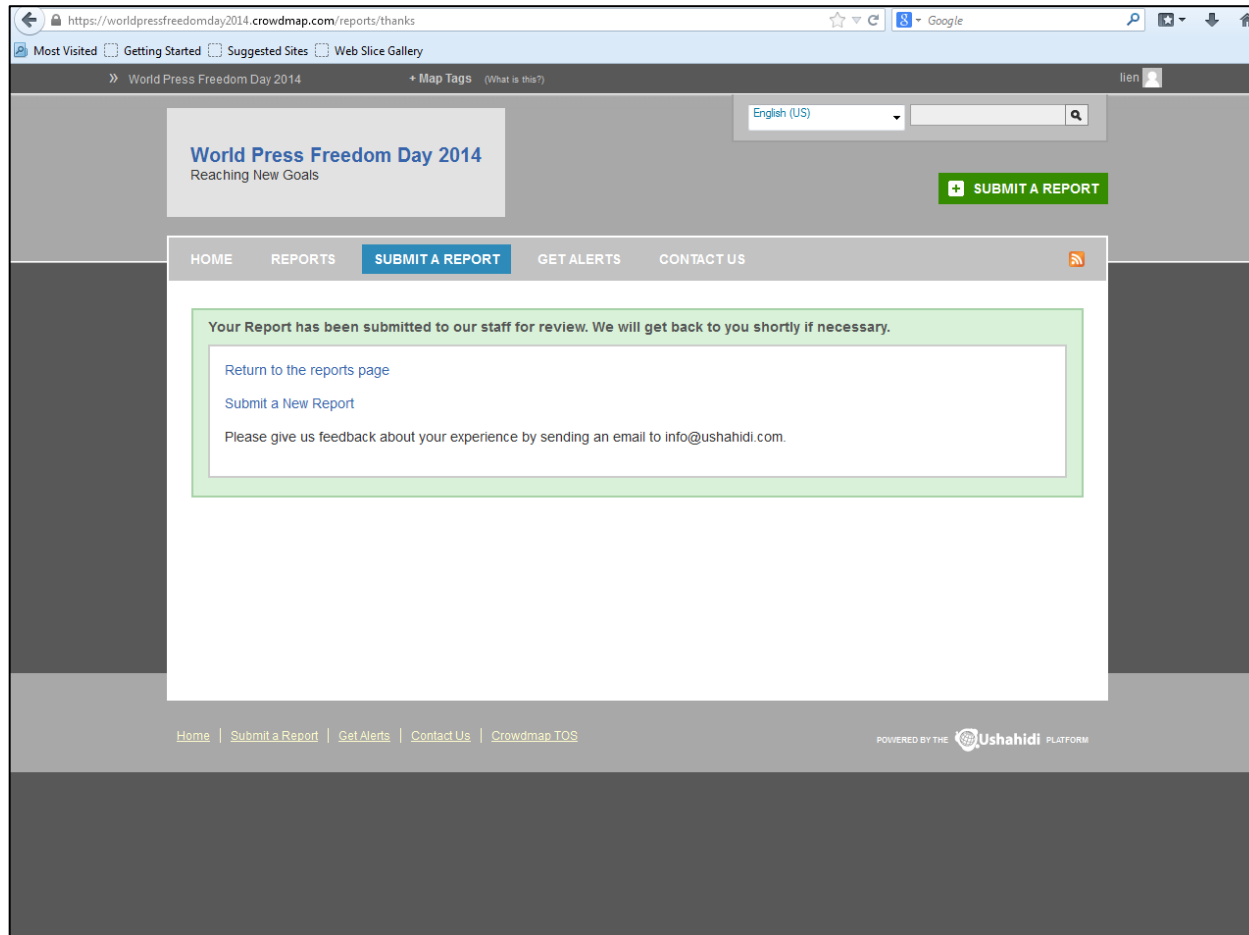 https://worldpressfreedomday2014.crowdmap.com/reports/thanks
8 Google
Most Visited Getting Started Suggested Sites Web Slice Gallery
» World Press Freedom Day 2014 + Map Tags (What is this?) lien
English (US)
World Press Freedom Day 2014
Reaching New Goals
+ SUBMIT A REPORT
HOME REPORTS SUBMIT A REPORT GET ALERTS CONTACT US
Your Report has been submitted to our staff for review. We will get back to you shortly if necessary.
Return to the reports page
Submit a New Report
Please give us feedback about your experience by sending an email to info@ushahidi.com.
Home | Submit a Report | Get Alerts | Contact Us | Crowdmap TOS
POWERED BY THE Ushahidi PLATFORM